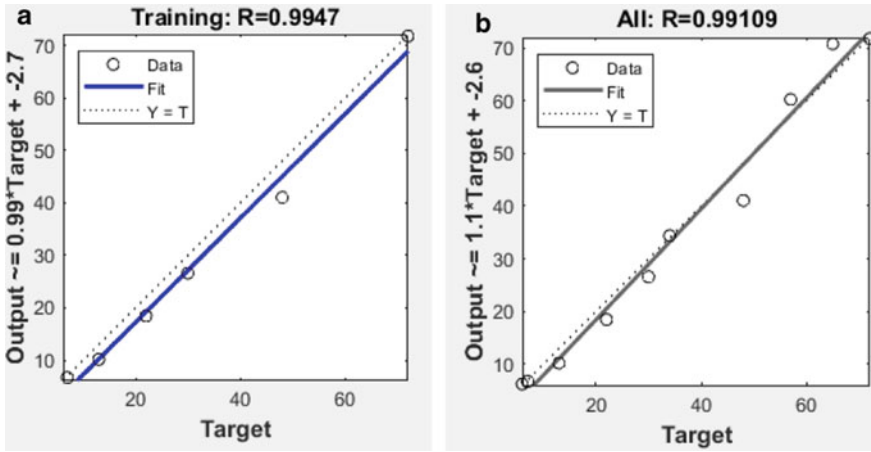 a
Training: R=0.9947
Output ~= 0.99*Target + -2.7
70
60
50
40
30
20
10
Data
Fit
Y = T
20
40
60
Target
b
All: R=0.99109
Output ~= 1.1*Target + -2.6
70
60
50
40
30
20
10
Data
Fit
Y = T
20
40
60
Target